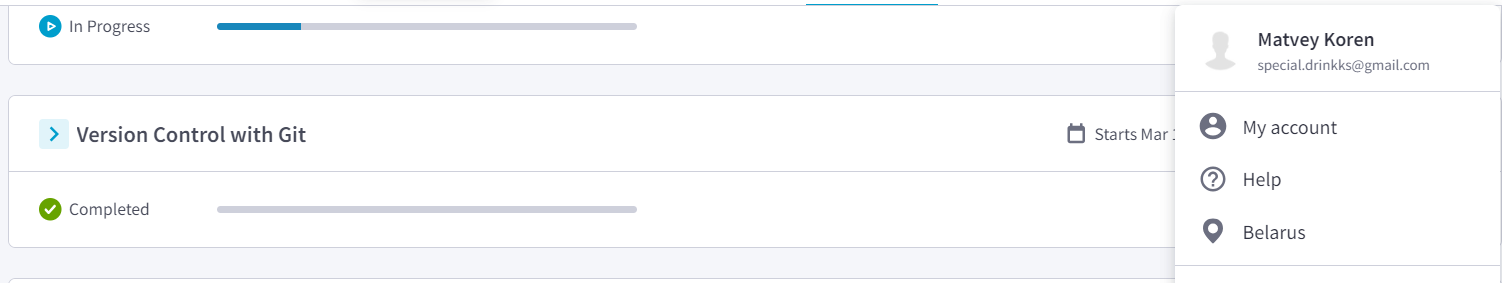 In Progress
Version Control with Git
Starts Mar
Completed
Matvey Koren
special.drinkks@gmail.com
My account
Help
Belarus